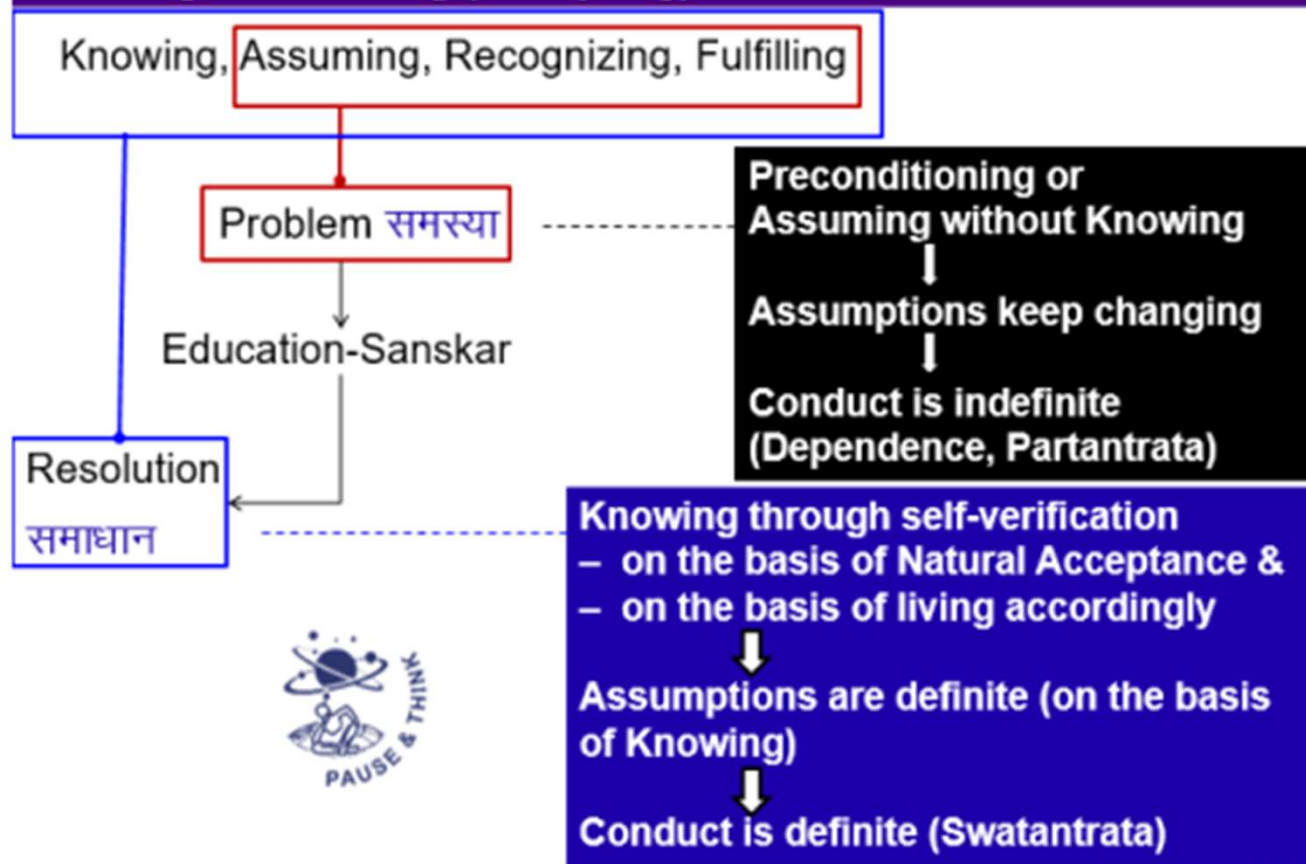 Knowing, Assuming, Recognizing, Fulfilling
Problem समस्या
Education-Sanskar
Resolution
समाधान
Preconditioning or
Assuming without Knowing
Assumptions keep changing
Conduct is indefinite
(Dependence, Partantrata)
Knowing through self-verification
– on the basis of Natural Acceptance &
– on the basis of living accordingly
Assumptions are definite (on the basis
of Knowing)
Conduct is definite (Swatantrata)
PAUSE & THINK